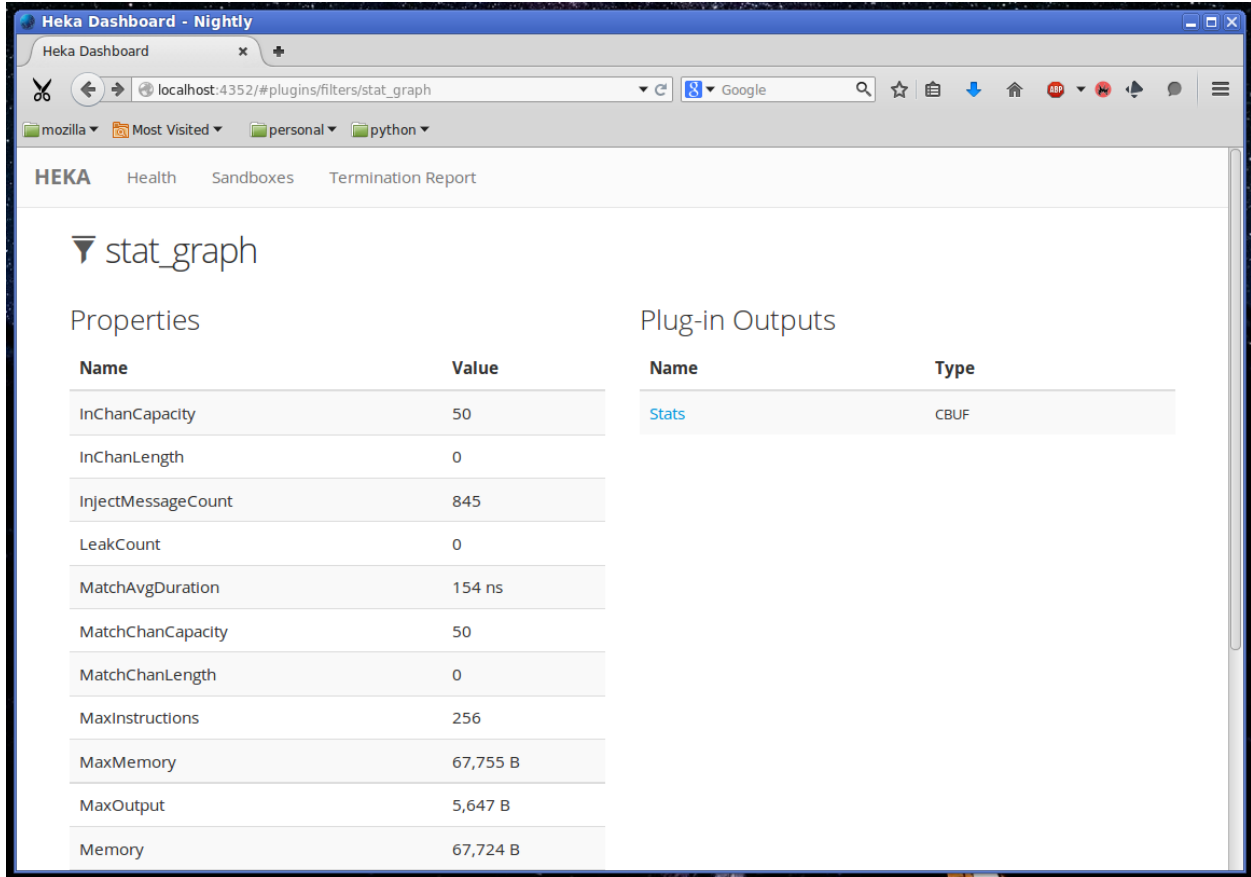 Heka Dashboard - Nightly
Heka Dashboard
localhost:4352/#plugins/filters/stat_graph
8 Google
ABP
mozilla Most Visited personal python
HEKA Health Sandboxes Termination Report
stat_graph
Properties
Name Value
InChanCapacity 50
InChanLength 0
InjectMessageCount 845
LeakCount 0
MatchAvgDuration 154 ns
MatchChanCapacity 50
MatchChanLength 0
MaxInstructions 256
MaxMemory 67,755 B
MaxOutput 5,647 B
Memory 67,724 B
Plug-in Outputs
Name Type
Stats CBUF